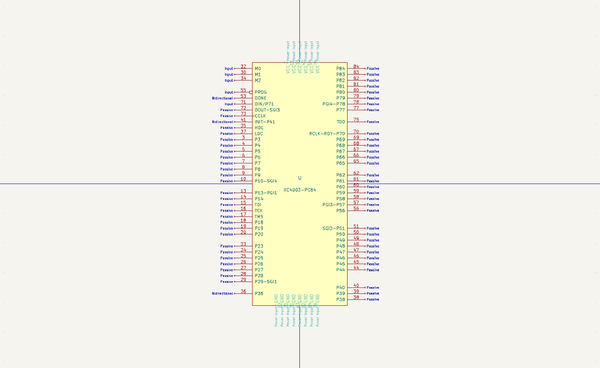 U
XC4003-PC84
Input 32 M0
Input 30 M1
Input 34 M2
Input 55 PROG
Bidirectional 53 DONE
Input 71 DIN/P71
Passive 72 DOUT-SGI3
Passive 73 CCLK
Bidirectional 41 INIT-P41
Passive HDC
Passive 37 LDC
Passive 3 P3
Passive 4 P4
Passive 5 P5
Passive 6 P6
Passive 7 P7
Passive 8 P8
Passive 9 P9
Passive 10 P10-SGI4
Passive 13 P13-PGI1
Passive 14 P14
Passive 15 TDI
Passive 16 TCK
Passive 17 TMS
Passive 18 P18
Passive 19 P19
Passive 20 P20
Passive 23 P23
Passive 24 P24
Passive 25 P25
Passive 26 P26
Passive 27 P27
Passive 28 P28
Passive 29 P29-SGI1
Bidirectional 36 P36
P84 84 Passive
P83 83 Passive
P82 82 Passive
P81 81 Passive
P80 80 Passive
P79 79 Passive
PGI4-P78 78 Passive
P77 77 Passive
TDO 75 Passive
RCLK-RDY-P70 70 Passive
P69 69 Passive
P68 68 Passive
P67 67 Passive
P66 66 Passive
P65 65 Passive
P62 62 Passive
P61 61 Passive
P60 60 Passive
P59 59 Passive
P58 58 Passive
PGI3-P57 57 Passive
P56 56 Passive
SGI2-P51 51 Passive
P50 50 Passive
P49 49 Passive
P48 48 Passive
P47 47 Passive
P46 46 Passive
P45 45 Passive
P44 44 Passive
P40 40 Passive
P39 39 Passive
P38 38 Passive